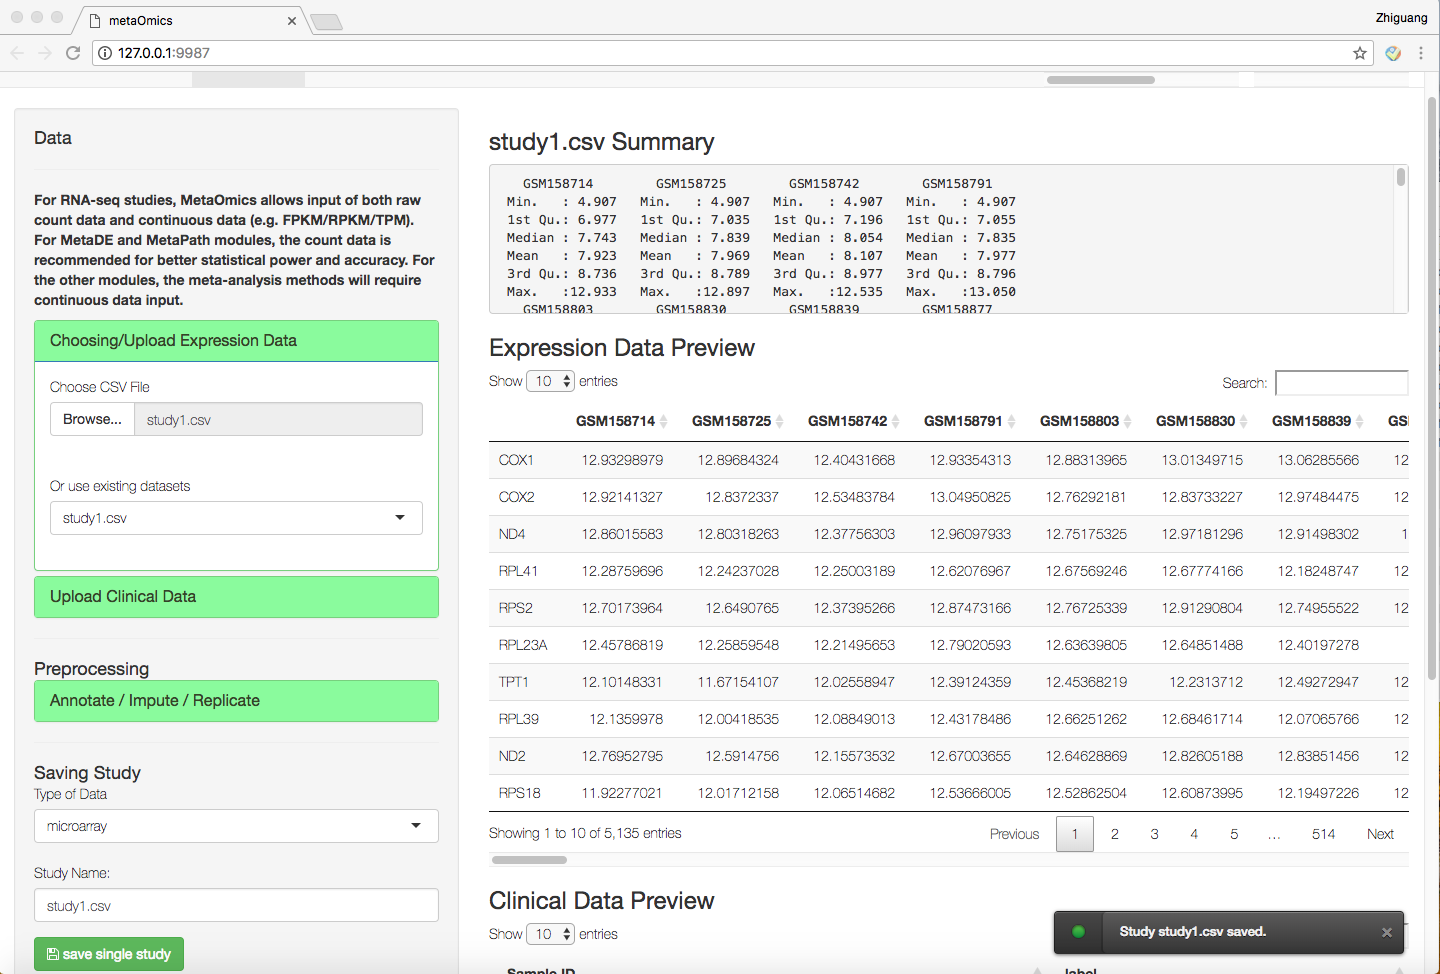 metaOmics
Zhiguang
127.0.0.1:9987
Data
For RNA-seq studies, MetaOmics allows input of both raw
count data and continuous data (e.g. FPKM/RPKM/TPM).
For MetaDE and MetaPath modules, the count data is
recommended for better statistical power and accuracy. For
the other modules, the meta-analysis methods will require
continuous data input.
Choosing/Upload Expression Data
Choose CSV File
Browse... study1.csv
Or use existing datasets
study1.csv
Upload Clinical Data
Preprocessing
Annotate / Impute / Replicate
Saving Study
Type of Data
microarray
Study Name:
study1.csv
save single study
study1.csv Summary
GSM158714 GSM158725 GSM158742 GSM158791
Min. : 4.907 Min. : 4.907 Min. : 4.907 Min. : 4.907
1st Qu.: 6.977 1st Qu.: 7.035 1st Qu.: 7.196 1st Qu.: 7.055
Median : 7.743 Median : 7.839 Median : 8.054 Median : 7.835
Mean : 7.923 Mean : 7.969 Mean : 8.107 Mean : 7.977
3rd Qu.: 8.736 3rd Qu.: 8.789 3rd Qu.: 8.977 3rd Qu.: 8.796
Max. :12.933 Max. :12.897 Max. :12.535 Max. :13.050
GSM158803 GSM158830 GSM158839 GSM158877
Expression Data Preview
Show 10 entries
Search:
GSM158714 GSM158725 GSM158742 GSM158791 GSM158803 GSM158830 GSM158839 GS
COX1 12.93298979 12.89684324 12.40431668 12.93354313 12.88313965 13.01349715 13.06285566 12
COX2 12.92141327 12.8372337 12.53483784 13.04950825 12.76292181 12.83733227 12.97484475 12
ND4 12.86015583 12.80318263 12.37756303 12.96097933 12.75175325 12.97181296 12.91498302 1
RPL41 12.28759696 12.24237028 12.25003189 12.62076967 12.67569246 12.67774166 12.18248747 12
RPS2 12.70173964 12.6490765 12.37395266 12.87473166 12.76725339 12.91290804 12.74955522 12
RPL23A 12.45786819 12.25859548 12.21495653 12.79020593 12.63639805 12.64851488 12.40197278
TPT1 12.10148331 11.67154107 12.02558947 12.39124359 12.45368219 12.2313712 12.49272947 12
RPL39 12.1359978 12.00418535 12.08849013 12.43178486 12.66251262 12.68461714 12.07065766 12
ND2 12.76952795 12.5914756 12.15573532 12.67003655 12.64628869 12.82605188 12.83851456 12
RPS18 11.92277021 12.01712158 12.06514682 12.53666005 12.52862504 12.60873995 12.19497226 12
Showing 1 to 10 of 5,135 entries
Previous 1 2 3 4 5 ... 514 Next
Clinical Data Preview
Show 10 entries
Study study1.csv saved.
Sample ID label